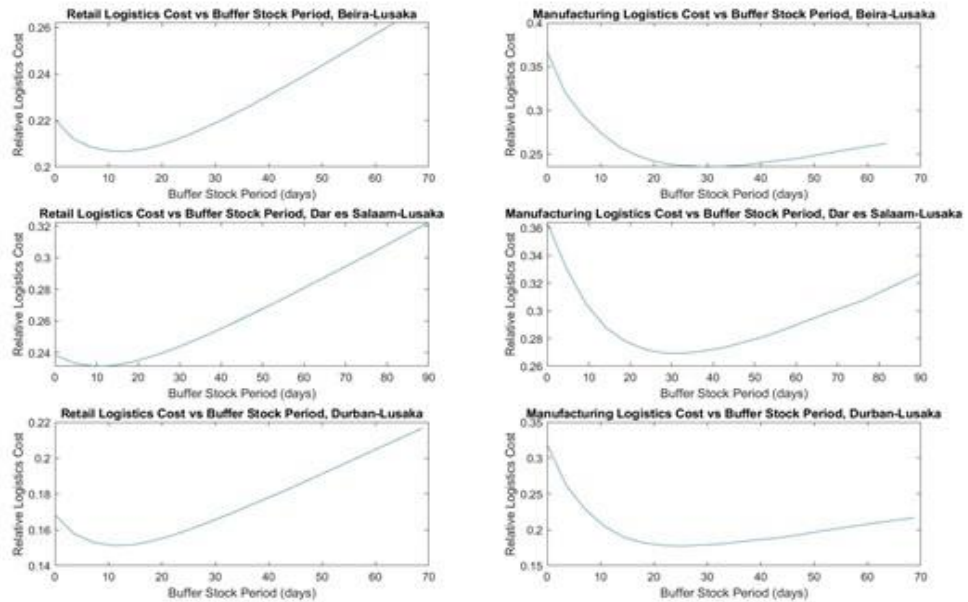 Retail Logistics Cost vs Buffer Stock Period, Beira-Lusaka
Relative Logistics Cost
0.26
0.24
0.22
0.2
0 10 20 30 40 50 60 70
Buffer Stock Period (days)
Manufacturing Logistics Cost vs Buffer Stock Period, Beira-Lusaka
Relative Logistics Cost
0.4
0.35
0.3
0.25
0 10 20 30 40 50 60 70
Buffer Stock Period (days)
Retail Logistics Cost vs Buffer Stock Period, Dar es Salaam-Lusaka
Relative Logistics Cost
0.32
0.3
0.28
0.26
0.24
0 10 20 30 40 50 60 70 80 90
Buffer Stock Period (days)
Manufacturing Logistics Cost vs Buffer Stock Period, Dar es Salaam-Lusaka
Relative Logistics Cost
0.36
0.34
0.32
0.3
0.28
0.26
0 10 20 30 40 50 60 70 80 90
Buffer Stock Period (days)
Retail Logistics Cost vs Buffer Stock Period, Durban-Lusaka
Relative Logistics Cost
0.22
0.2
0.18
0.16
0.14
0 10 20 30 40 50 60 70
Buffer Stock Period (days)
Manufacturing Logistics Cost vs Buffer Stock Period, Durban-Lusaka
Relative Logistics Cost
0.35
0.3
0.25
0.2
0.15
0 10 20 30 40 50 60 70
Buffer Stock Period (days)